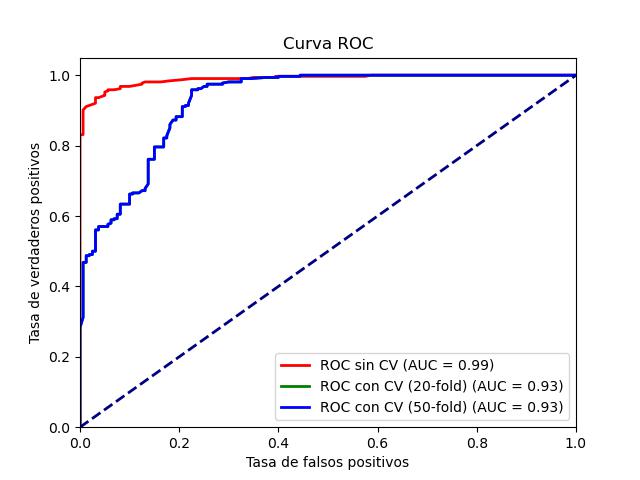 Curva ROC
1.0
0.8
0.6
0.4
0.2
0.0
Tasa de verdaderos positivos
ROC sin CV (AUC = 0.99)
ROC con CV (20-fold) (AUC = 0.93)
ROC con CV (50-fold) (AUC = 0.93)
0.0 0.2 0.4 0.6 0.8 1.0
Tasa de falsos positivos